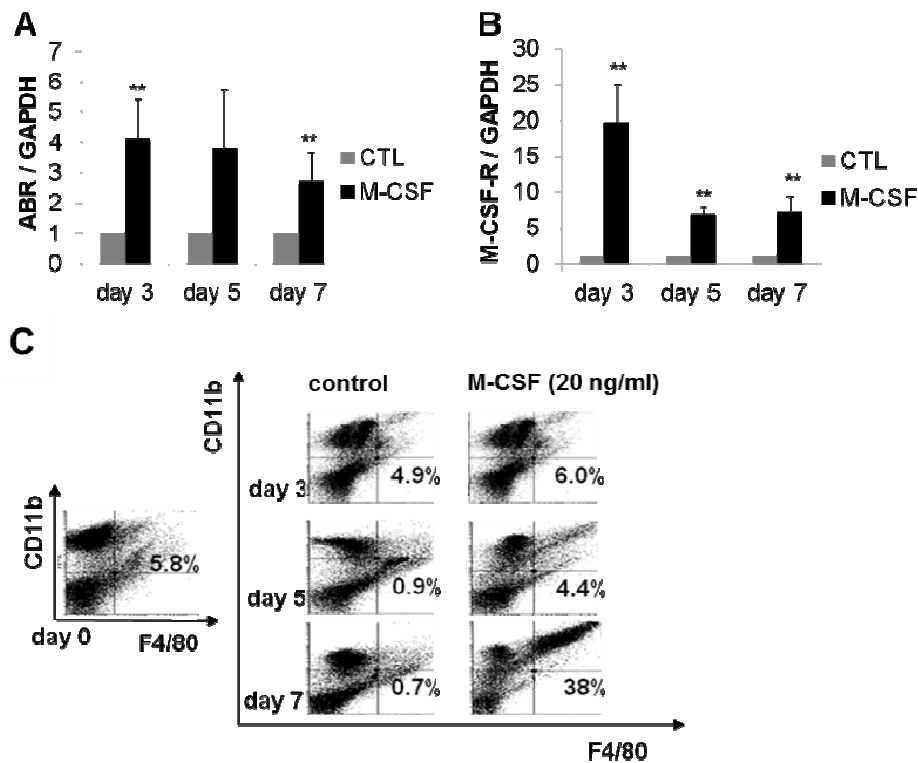 A
ABR / GAPDH
7
6
5
4
3
2
1
0
**
**
day 3 day 5 day 7
CTL
M-CSF
B
M-CSF-R / GAPDH
30
25
20
15
10
5
0
**
**
**
day 3 day 5 day 7
CTL
M-CSF
C
CD11b
5.8%
day 0 F4/80
CD11b
control M-CSF (20 ng/ml)
day 3 4.9% 6.0%
day 5 0.9% 4.4%
day 7 0.7% 38%
F4/80